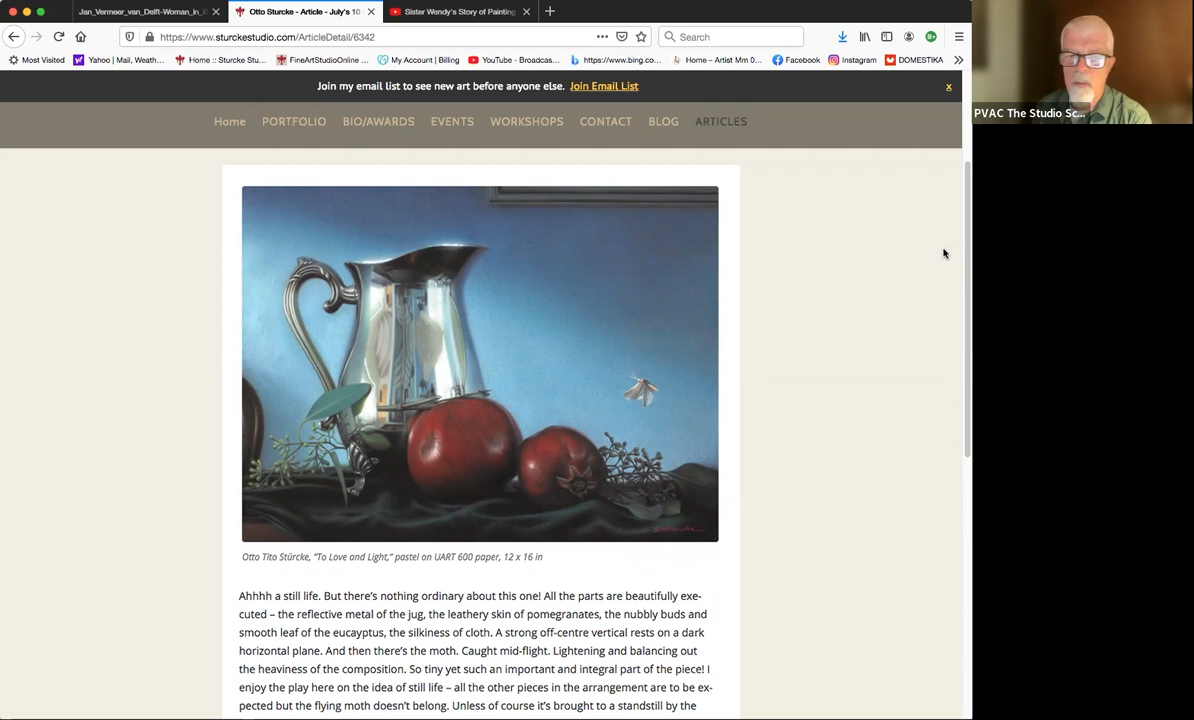 Jan_Vermeer_van_Delft-Woman_in_
Otto Sturcke - Article - July's 10
Sister Wendy's Story of Painting
https://www.sturckestudio.com/ArticleDetail/6342
Search
Most Visited
Yahoo | Mail, Weath...
Home :: Sturcke Stu...
FineArtStudioOnline ...
My Account | Billing
YouTube - Broadcas...
https://www.bing.co...
Home – Artist Mm 0...
Facebook
Instagram
DOMESTIKA
Join my email list to see new art before anyone else. Join Email List
x
Home PORTFOLIO BIO/AWARDS EVENTS WORKSHOPS CONTACT BLOG ARTICLES
PVAC The Studio Sc...
Otto Tito Stürcke, "To Love and Light," pastel on UART 600 paper, 12 x 16 in
Ahhhh a still life. But there's nothing ordinary about this one! All the parts are beautifully exe-
cuted – the reflective metal of the jug, the leathery skin of pomegranates, the nubbly buds and
smooth leaf of the eucayptus, the silkiness of cloth. A strong off-centre vertical rests on a dark
horizontal plane. And then there's the moth. Caught mid-flight. Lightening and balancing out
the heaviness of the composition. So tiny yet such an important and integral part of the piece! I
enjoy the play here on the idea of still life – all the other pieces in the arrangement are to be ex-
pected but the flying moth doesn't belong. Unless of course it's brought to a standstill by the